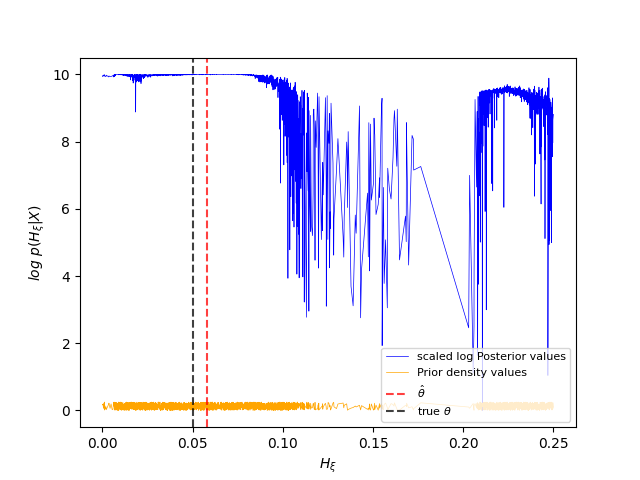 10
8
6
4
2
0
log p(H_ξ|X)
scaled log Posterior values
Prior density values
θ̂
true θ
0.00 0.05 0.10 0.15 0.20 0.25
H_ξ